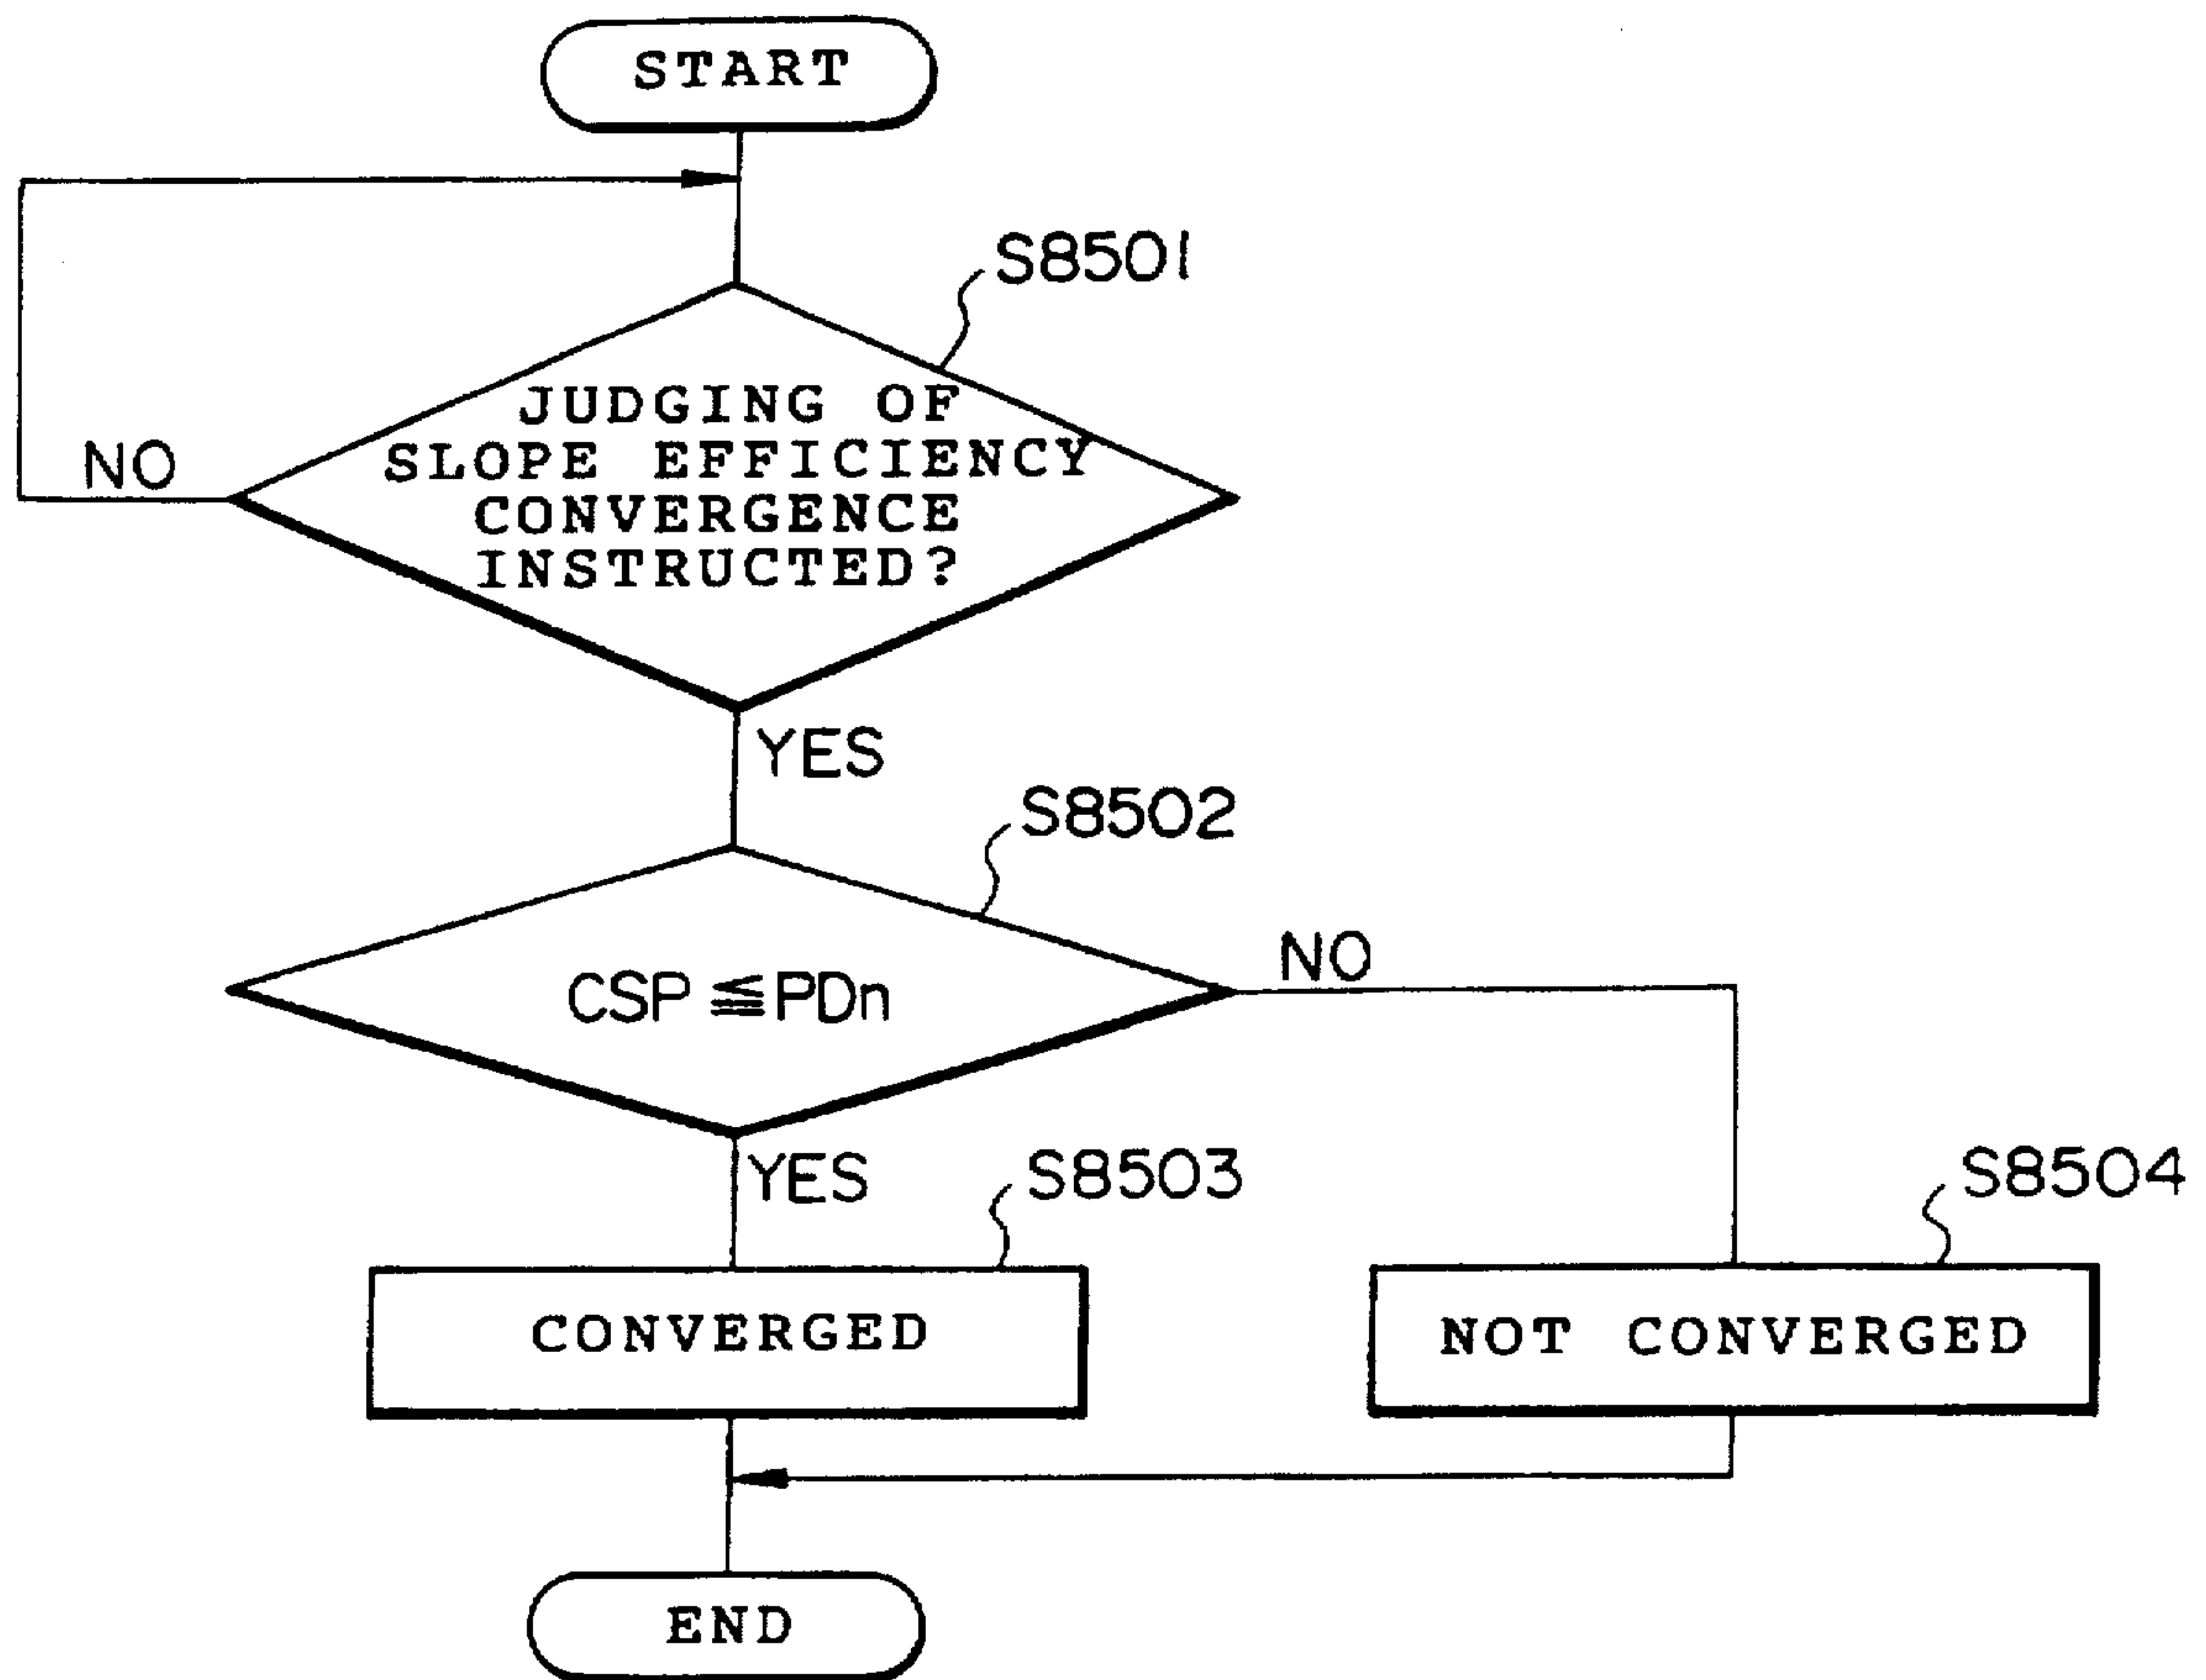 START
S8501
JUDGING OF
SLOPE EFFICIENCY
CONVERGENCE
INSTRUCTED?
NO
YES
S8502
CSP ≦ PDn
NO
YES
S8503
S8504
CONVERGED
NOT CONVERGED
END